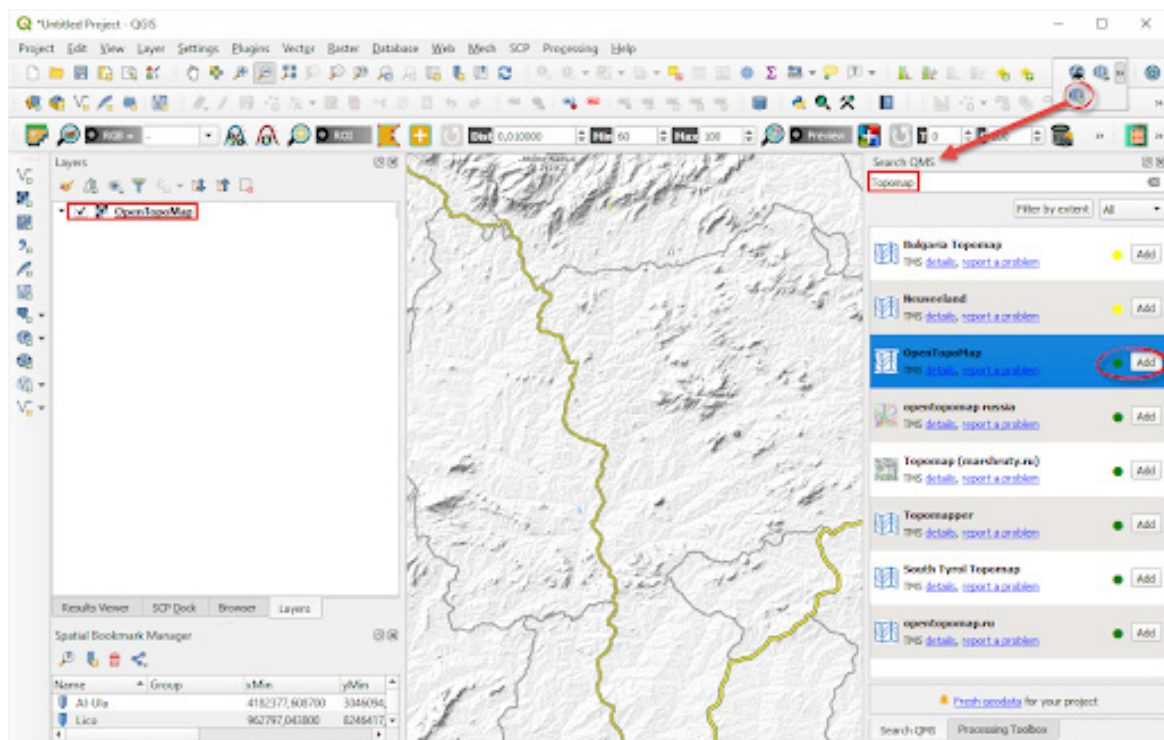 *Untitled Project - QGIS
Project Edit View Layer Settings Plugins Vector Raster Database Web Mesh SCP Processing Help
RGB = -
ROI
Dist 0,010000
Min 60
Max 100
Preview
T 0
Layers
OpenTopoMap
Results Viewer SCP Dock Browser Layers
Spatial Bookmark Manager
Name Group xMin yMin
Al-Ula 4182377,608700 3046094,
Lice 962797,043800 8246417,
Search QMS
Topomap
Filter by extent All
Bulgaria Topomap
TMS details, report a problem
Add
TMS details, report a problem
Add
OpenTopoMap
TMS details, report a problem
Add
opentopomap russia
TMS details, report a problem
Add
Topomap (marshruty.ru)
TMS details, report a problem
Add
Topomapper
TMS details, report a problem
Add
South Tyrol Topomap
TMS details, report a problem
Add
opentopomap.ru
TMS details, report a problem
Add
Fresh geodata for your project
Search QMS Processing Toolbox